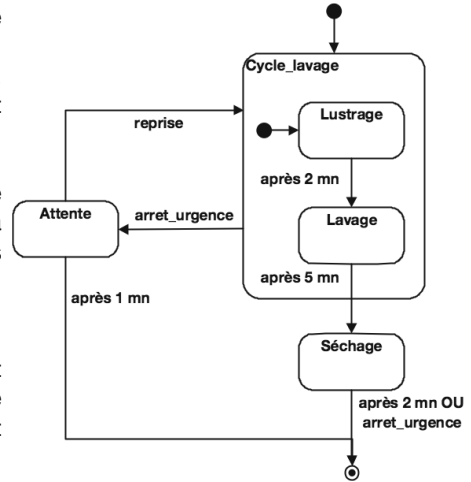 Cycle_lavage
Lustrage
reprise
après 2 mn
Attente
arret_urgence
Lavage
après 5 mn
après 1 mn
Séchage
après 2 mn OU
arret_urgence